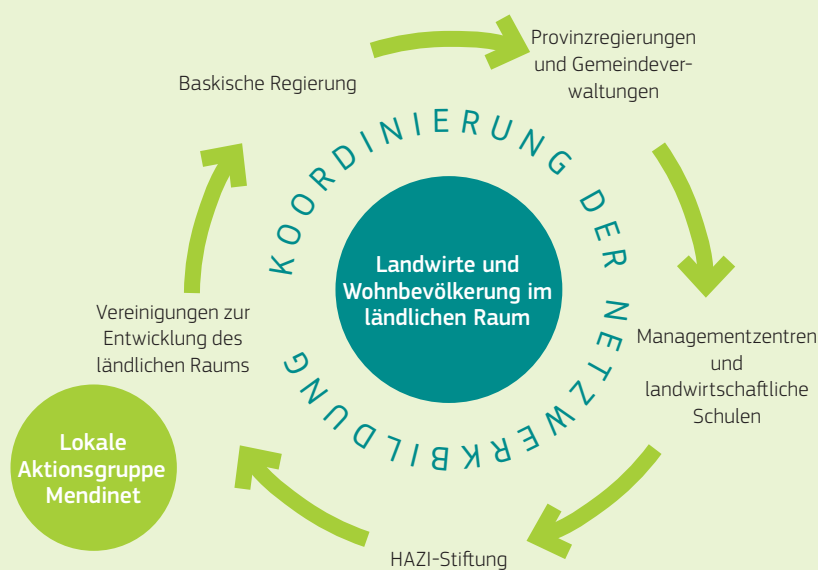 Provinzregierungen
und Gemeindever-
waltungen
Baskische Regierung
KOORDINIERUNG DER NETZWERKBILDUNG
Landwirte und
Wohnbevölkerung im
ländlichen Raum
Vereinigungen zur
Entwicklung des
ländlichen Raums
Managementzentren
und
landwirtschaftliche
Schulen
Lokale
Aktionsgruppe
Mendinet
HAZI-Stiftung